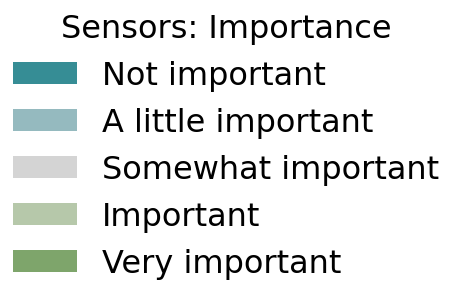 Sensors: Importance
Not important
A little important
Somewhat important
Important
Very important